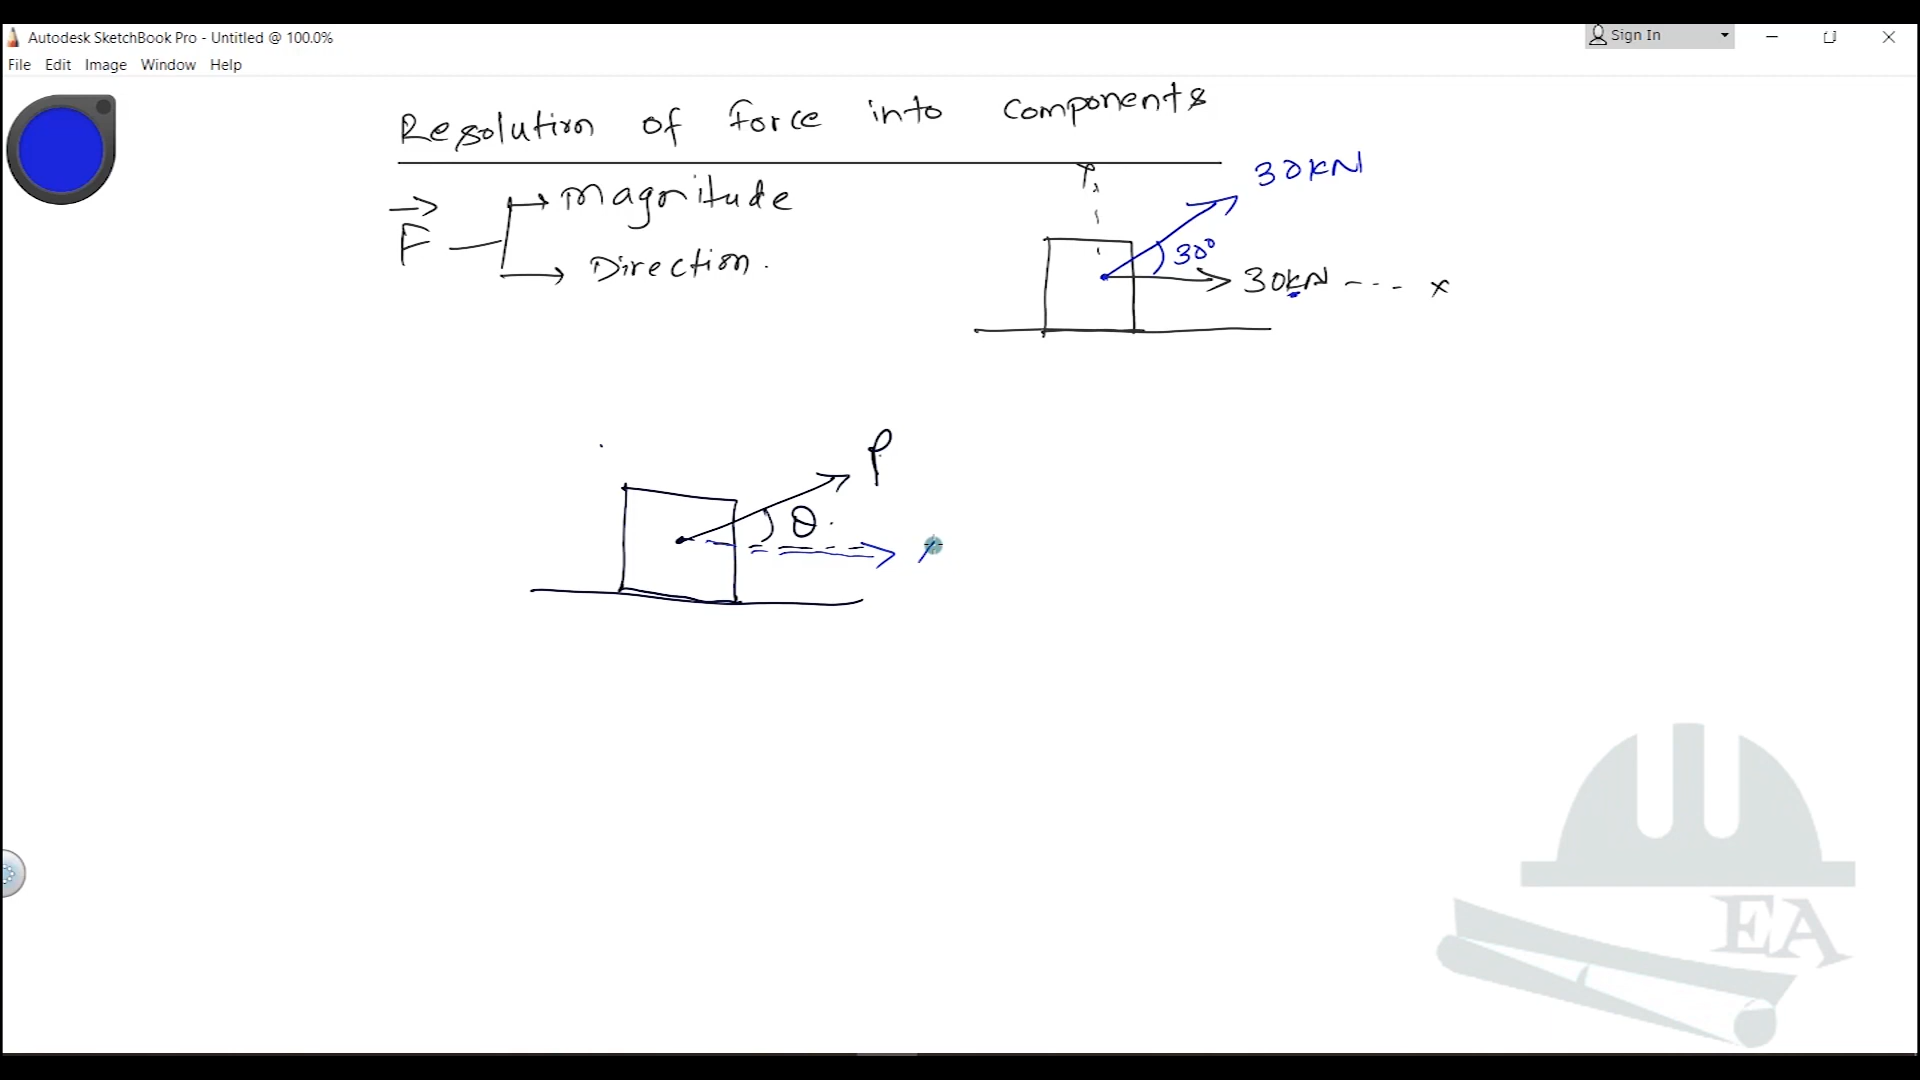 Autodesk SketchBook Pro - Untitled @ 100.0%
Sign In
File Edit Image Window Help
Resolution of force into components
F
Magnitude
Direction.
30kN
30°
30kN --- x
P
θ
EA